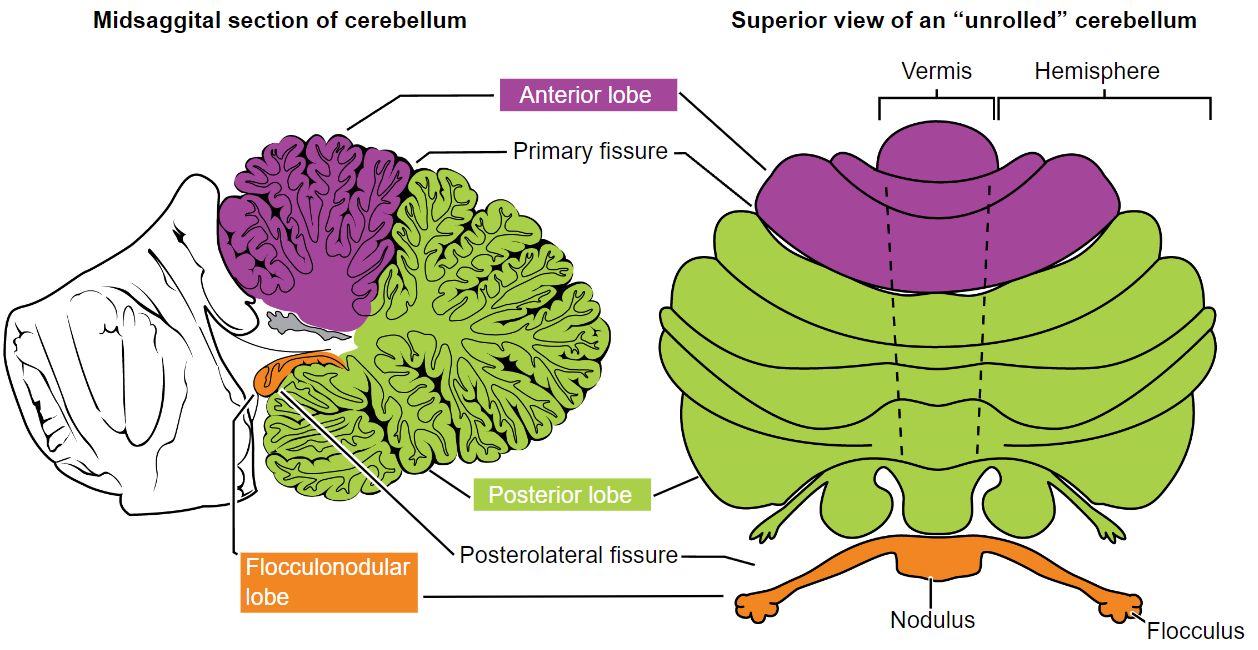 Midsaggital section of cerebellum
Superior view of an “unrolled” cerebellum
Vermis
Hemisphere
Anterior lobe
Primary fissure
Posterior lobe
Posterolateral fissure
Flocculonodular
lobe
Nodulus
Flocculus